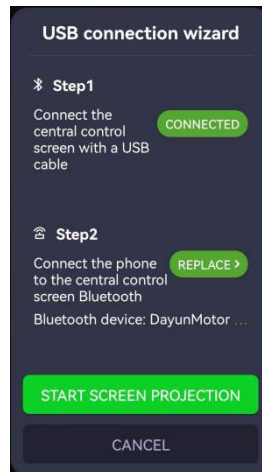 USB connection wizard
Step1
Connect the
central control
screen with a USB
cable
CONNECTED
Step2
Connect the phone
to the central control
screen Bluetooth
REPLACE >
Bluetooth device: DayunMotor ...
START SCREEN PROJECTION
CANCEL